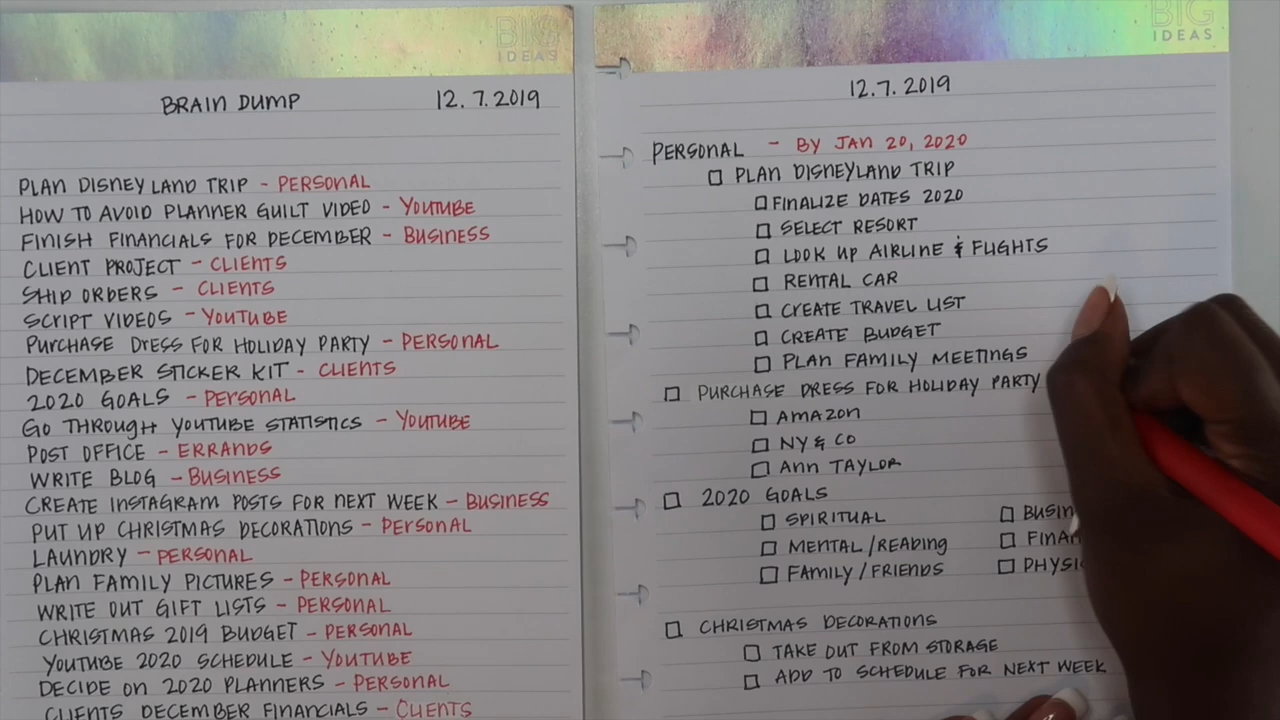 BIG
IDEAS
BRAIN DUMP 12.7.2019
PLAN DISNEYLAND TRIP - PERSONAL
HOW TO AVOID PLANNER GUILT VIDEO - YOUTUBE
FINISH FINANCIALS FOR DECEMBER - BUSINESS
CLIENT PROJECT - CLIENTS
SHIP ORDERS - CLIENTS
SCRIPT VIDEOS - YOUTUBE
PURCHASE DRESS FOR HOLIDAY PARTY - PERSONAL
DECEMBER STICKER KIT - CLIENTS
2020 GOALS - PERSONAL
GO THROUGH YOUTUBE STATISTICS - YOUTUBE
POST OFFICE - ERRANDS
WRITE BLOG - BUSINESS
CREATE INSTAGRAM POSTS FOR NEXT WEEK - BUSINESS
PUT UP CHRISTMAS DECORATIONS - PERSONAL
LAUNDRY - PERSONAL
PLAN FAMILY PICTURES - PERSONAL
WRITE OUT GIFT LISTS - PERSONAL
CHRISTMAS 2019 BUDGET - PERSONAL
YOUTUBE 2020 SCHEDULE - YOUTUBE
DECIDE ON 2020 PLANNERS - PERSONAL
CLIENTS DECEMBER FINANCIALS - CLIENTS
BIG
IDEAS
12.7.2019
PERSONAL - BY JAN 20, 2020
PLAN DISNEYLAND TRIP
FINALIZE DATES 2020
SELECT RESORT
LOOK UP AIRLINE & FLIGHTS
RENTAL CAR
CREATE TRAVEL LIST
CREATE BUDGET
PLAN FAMILY MEETINGS
PURCHASE DRESS FOR HOLIDAY PARTY
AMAZON
NY & CO
ANN TAYLOR
2020 GOALS
SPIRITUAL BUSIN
MENTAL/READING FINAN
FAMILY/FRIENDS PHYSIC
CHRISTMAS DECORATIONS
TAKE OUT FROM STORAGE
ADD TO SCHEDULE FOR NEXT WEEK